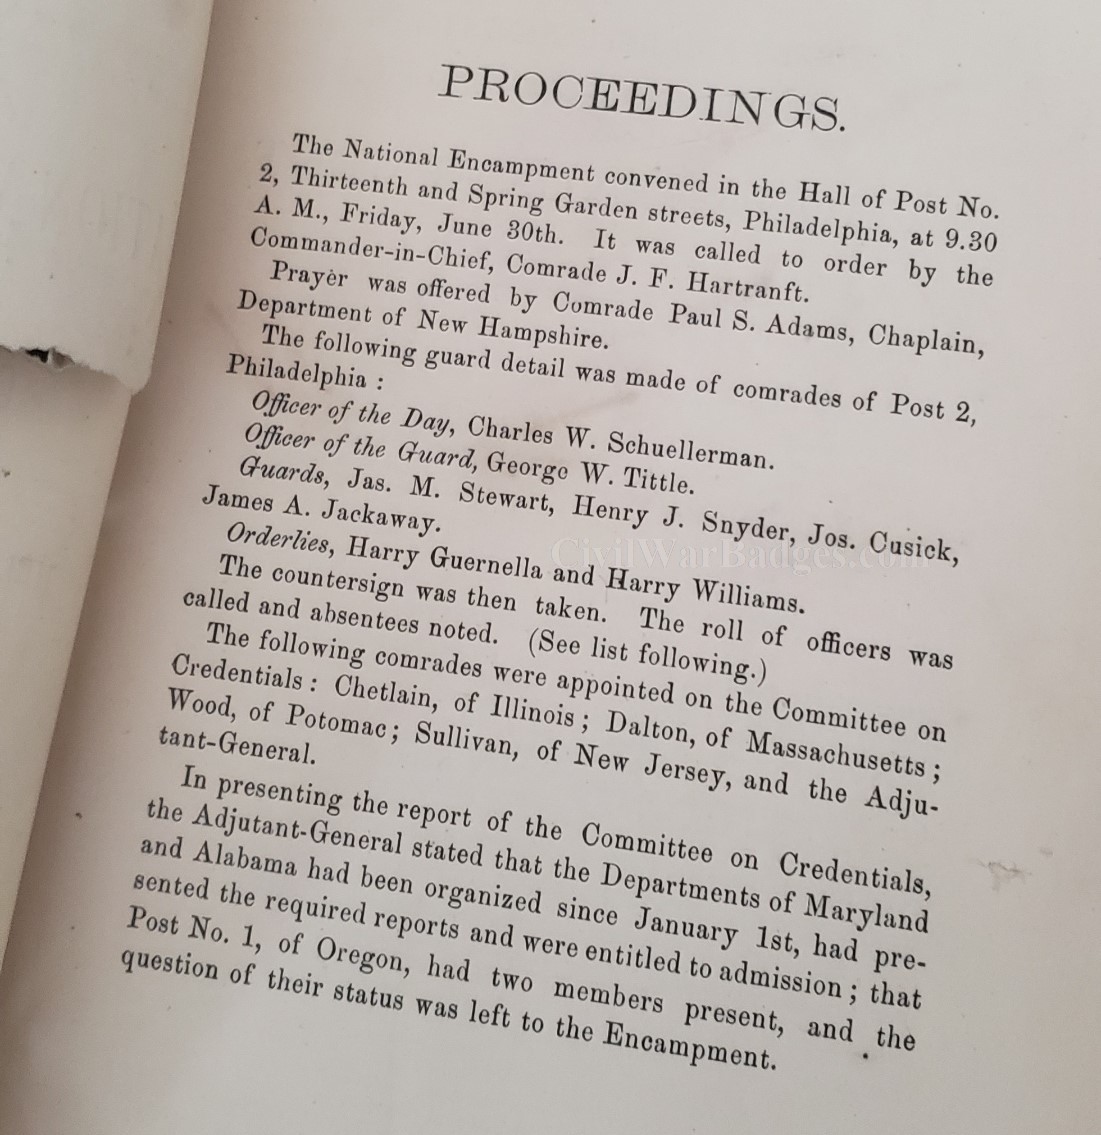 PROCEEDINGS.
The National Encampment convened in the Hall of Post No.
2, Thirteenth and Spring Garden streets, Philadelphia, at 9.30
A. M., Friday, June 30th. It was called to order by the
Commander-in-Chief, Comrade J. F. Hartranft.
Prayer was offered by Comrade Paul S. Adams, Chaplain,
Department of New Hampshire.
The following guard detail was made of comrades of Post 2,
Philadelphia :
Officer of the Day, Charles W. Schuellerman.
Officer of the Guard, George W. Tittle.
Guards, Jas. M. Stewart, Henry J. Snyder, Jos. Cusick,
James A. Jackaway.
Orderlies, Harry Guernella and Harry Williams.
The countersign was then taken. The roll of officers was
called and absentees noted. (See list following.)
The following comrades were appointed on the Committee on
Credentials : Chetlain, of Illinois ; Dalton, of Massachusetts ;
Wood, of Potomac ; Sullivan, of New Jersey, and the Adju-
tant-General.
In presenting the report of the Committee on Credentials,
the Adjutant-General stated that the Departments of Maryland
and Alabama had been organized since January 1st, had pre-
sented the required reports and were entitled to admission ; that
Post No. 1, of Oregon, had two members present, and the
question of their status was left to the Encampment.
CivilWarBadges.com